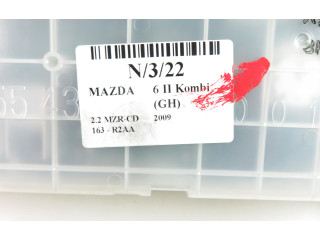 N/3/22
MAZDA 6 II Kombi
(GH)
2.2 MZR-CD 2009
163 - R2AA